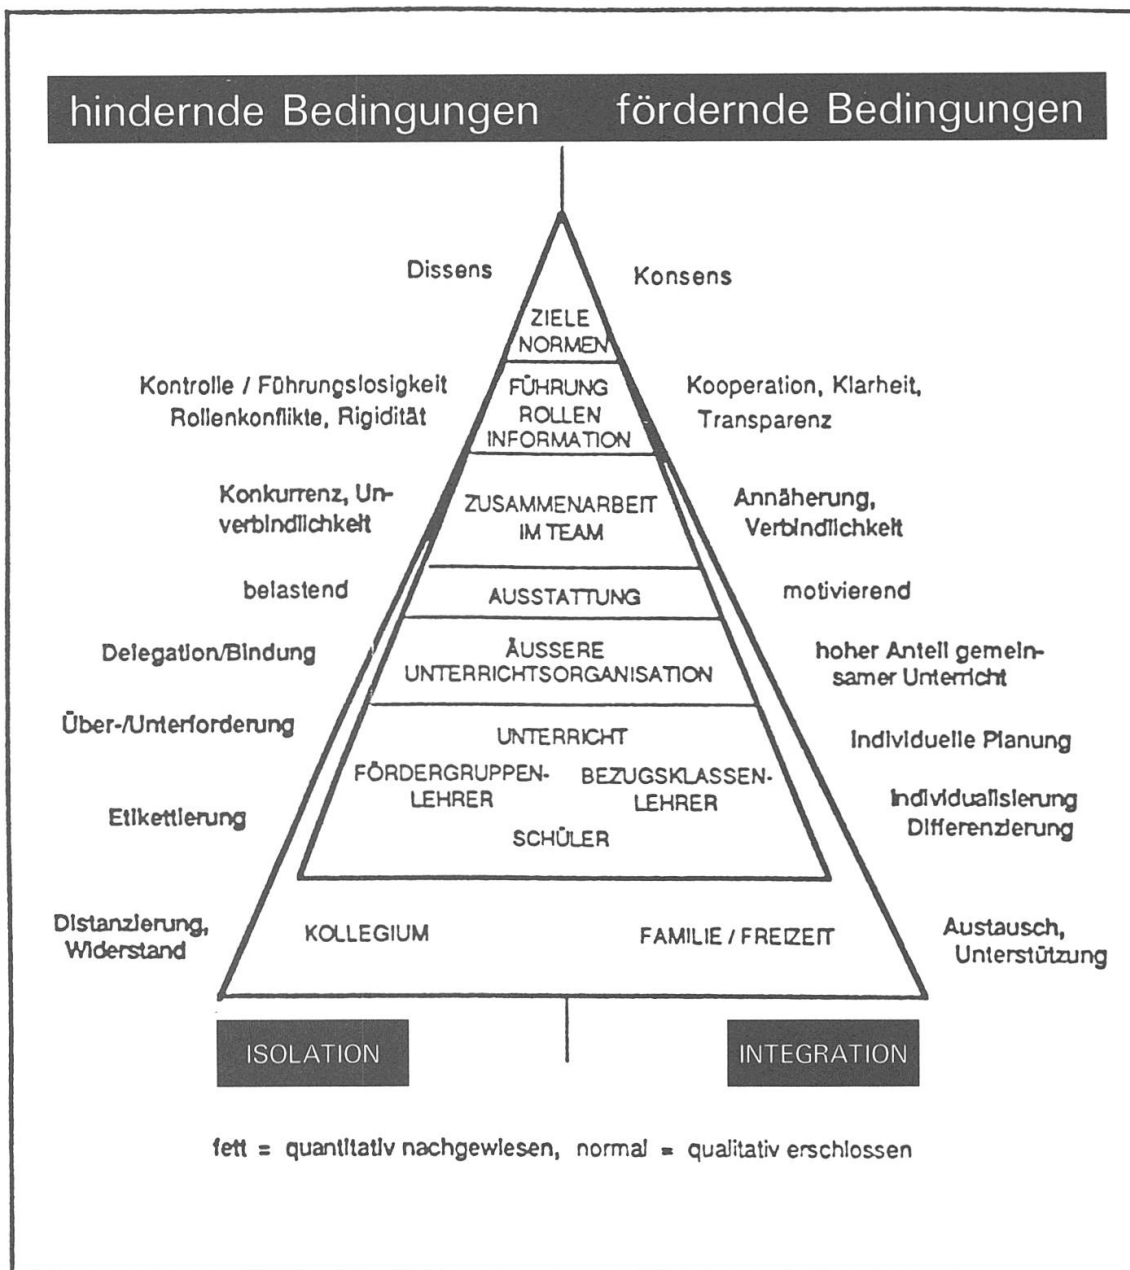 hindernde Bedingungen fördernde Bedingungen
Dissens
Konsens
ZIELE
NORMEN
Kontrolle / Führungslosigkeit
Rollenkonflikte, Rigidität
FÜHRUNG
ROLLEN
INFORMATION
Kooperation, Klarheit,
Transparenz
Konkurrenz, Un-
verbindlichkeit
ZUSAMMENARBEIT
IM TEAM
Annäherung,
Verbindlichkeit
belastend
AUSSTATTUNG
motivierend
Delegation/Bindung
ÄUSSERE
UNTERRICHTSORGANISATION
hoher Anteil gemein-
samer Unterricht
Über-/Unterforderung
UNTERRICHT
individuelle Planung
FÖRDERGRUPPEN-
LEHRER
BEZUGSKLASSEN-
LEHRER
Etikettierung
SCHÜLER
Individualisierung
Differenzierung
Distanzierung,
Widerstand
KOLLEGIUM
FAMILIE / FREIZEIT
Austausch,
Unterstützung
ISOLATION
INTEGRATION
fett = quantitativ nachgewiesen, normal = qualitativ erschlossen